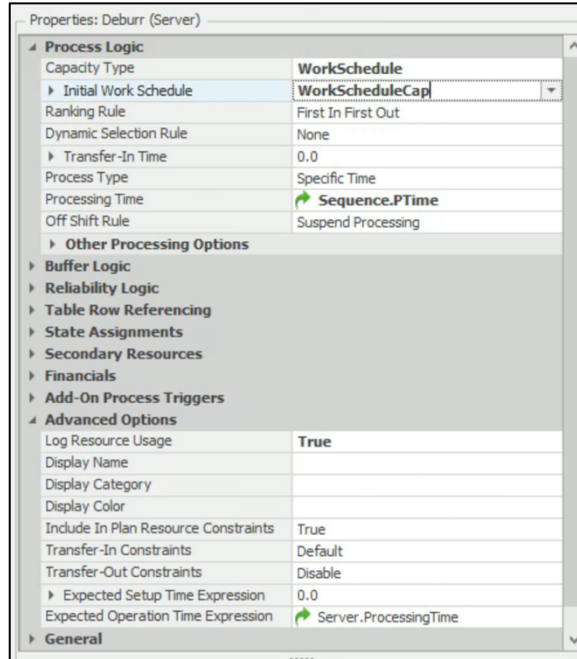 Properties: Deburr (Server)
Process Logic
Capacity Type WorkSchedule
Initial Work Schedule WorkScheduleCap
Ranking Rule First In First Out
Dynamic Selection Rule None
Transfer-In Time 0.0
Process Type Specific Time
Processing Time Sequence.PTime
Off Shift Rule Suspend Processing
Other Processing Options
Buffer Logic
Reliability Logic
Table Row Referencing
State Assignments
Secondary Resources
Financials
Add-On Process Triggers
Advanced Options
Log Resource Usage True
Display Name
Display Category
Display Color
Include In Plan Resource Constraints True
Transfer-In Constraints Default
Transfer-Out Constraints Disable
Expected Setup Time Expression 0.0
Expected Operation Time Expression Server.ProcessingTime
General